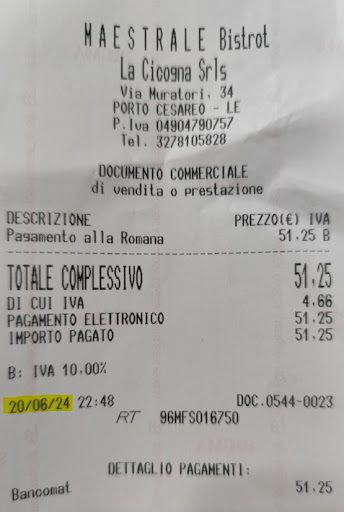 MAESTRALE Bistrot
La Cicogna Srls
Via Muratori, 34
PORTO CESAREO - LE
P.Iva 04904790757
Tel. 3278105828
DOCUMENTO COMMERCIALE
di vendita o prestazione
DESCRIZIONE PREZZO(€) IVA
Pagamento alla Romana 51,25 B
TOTALE COMPLESSIVO 51,25
DI CUI IVA 4,66
PAGAMENTO ELETTRONICO 51,25
IMPORTO PAGATO 51,25
B: IVA 10,00%
20/06/24 22:48 DOC.0544-0023
RT 96MFS016750
DETTAGLIO PAGAMENTI:
Bancomat 51,25